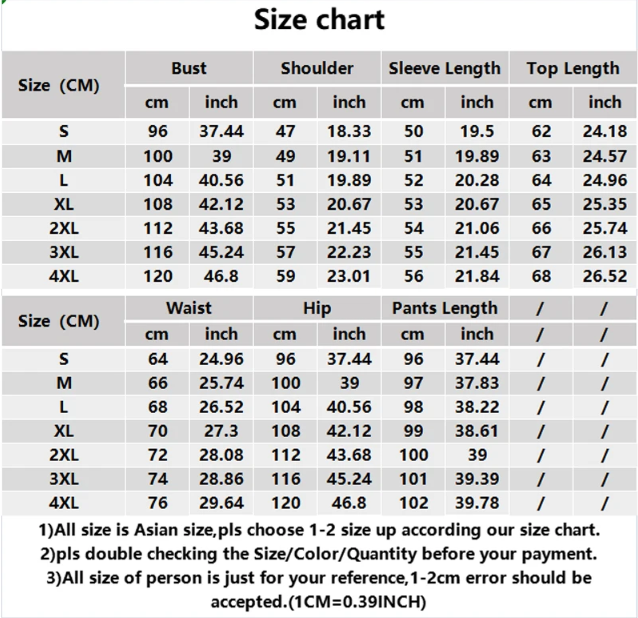 Size chart
Size (CM) Bust Shoulder Sleeve Length Top Length
cm inch cm inch cm inch cm inch
S 96 37.44 47 18.33 50 19.5 62 24.18
M 100 39 49 19.11 51 19.89 63 24.57
L 104 40.56 51 19.89 52 20.28 64 24.96
XL 108 42.12 53 20.67 53 20.67 65 25.35
2XL 112 43.68 55 21.45 54 21.06 66 25.74
3XL 116 45.24 57 22.23 55 21.45 67 26.13
4XL 120 46.8 59 23.01 56 21.84 68 26.52
Size (CM) Waist Hip Pants Length / /
cm inch cm inch cm inch / /
S 64 24.96 96 37.44 96 37.44 / /
M 66 25.74 100 39 97 37.83 / /
L 68 26.52 104 40.56 98 38.22 / /
XL 70 27.3 108 42.12 99 38.61 / /
2XL 72 28.08 112 43.68 100 39 / /
3XL 74 28.86 116 45.24 101 39.39 / /
4XL 76 29.64 120 46.8 102 39.78 / /
1)All size is Asian size,pls choose 1-2 size up according our size chart.
2)pls double checking the Size/Color/Quantity before your payment.
3)All size of person is just for your reference,1-2cm error should be
accepted.(1CM=0.39INCH)